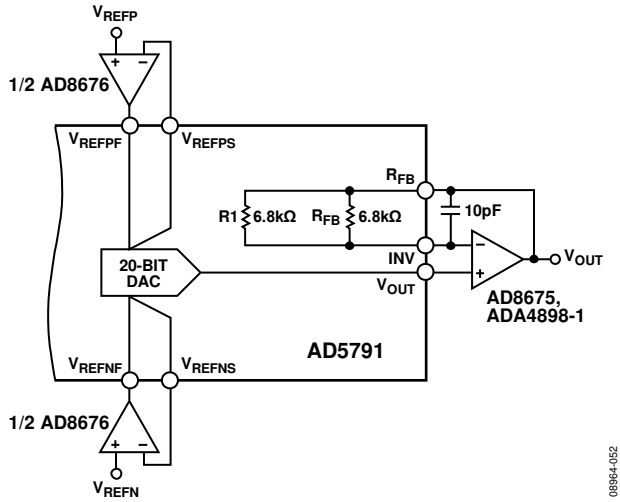 VREFP
+ −
1/2 AD8676
VREFPF VREFPS
RFB
R1 6.8kΩ RFB 6.8kΩ 10pF
INV − VOUT
20-BIT
DAC
VOUT +
AD8675,
ADA4898-1
AD5791
VREFNF VREFNS
1/2 AD8676
+ −
VREFN
08964-052